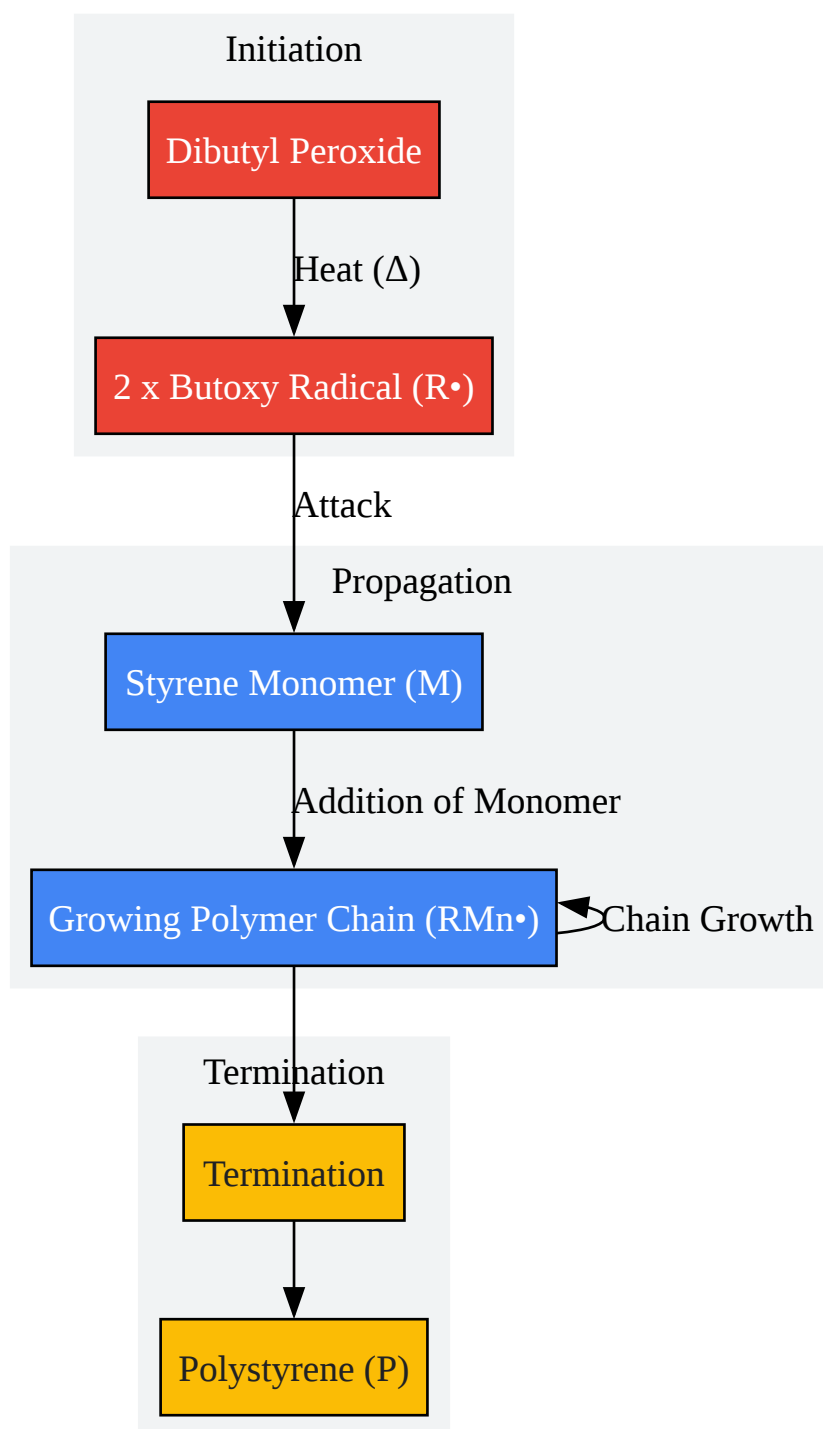 Initiation
Dibutyl Peroxide
Heat (Δ)
2 x Butoxy Radical (R•)
Attack
Propagation
Styrene Monomer (M)
Addition of Monomer
Growing Polymer Chain (RMn•)
Chain Growth
Termination
Termination
Polystyrene (P)